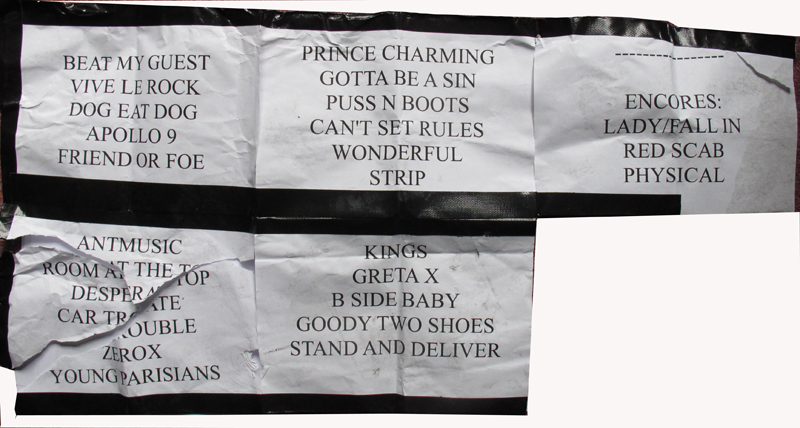 BEAT MY GUEST
VIVE LE ROCK
DOG EAT DOG
APOLLO 9
FRIEND OR FOE
ANTMUSIC
ROOM AT THE TOP
DESPERATE
CAR TROUBLE
ZEROX
YOUNG PARISIANS
PRINCE CHARMING
GOTTA BE A SIN
PUSS N BOOTS
CAN'T SET RULES
WONDERFUL
STRIP
KINGS
GRETA X
B SIDE BABY
GOODY TWO SHOES
STAND AND DELIVER
--------------------
ENCORES:
LADY/FALL IN
RED SCAB
PHYSICAL